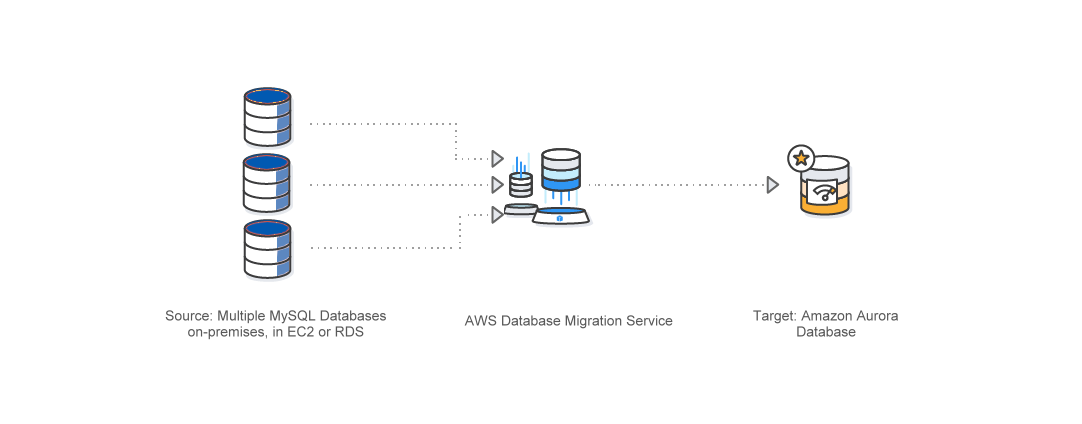 Source: Multiple MySQL Databases
on-premises, in EC2 or RDS
AWS Database Migration Service
Target: Amazon Aurora
Database